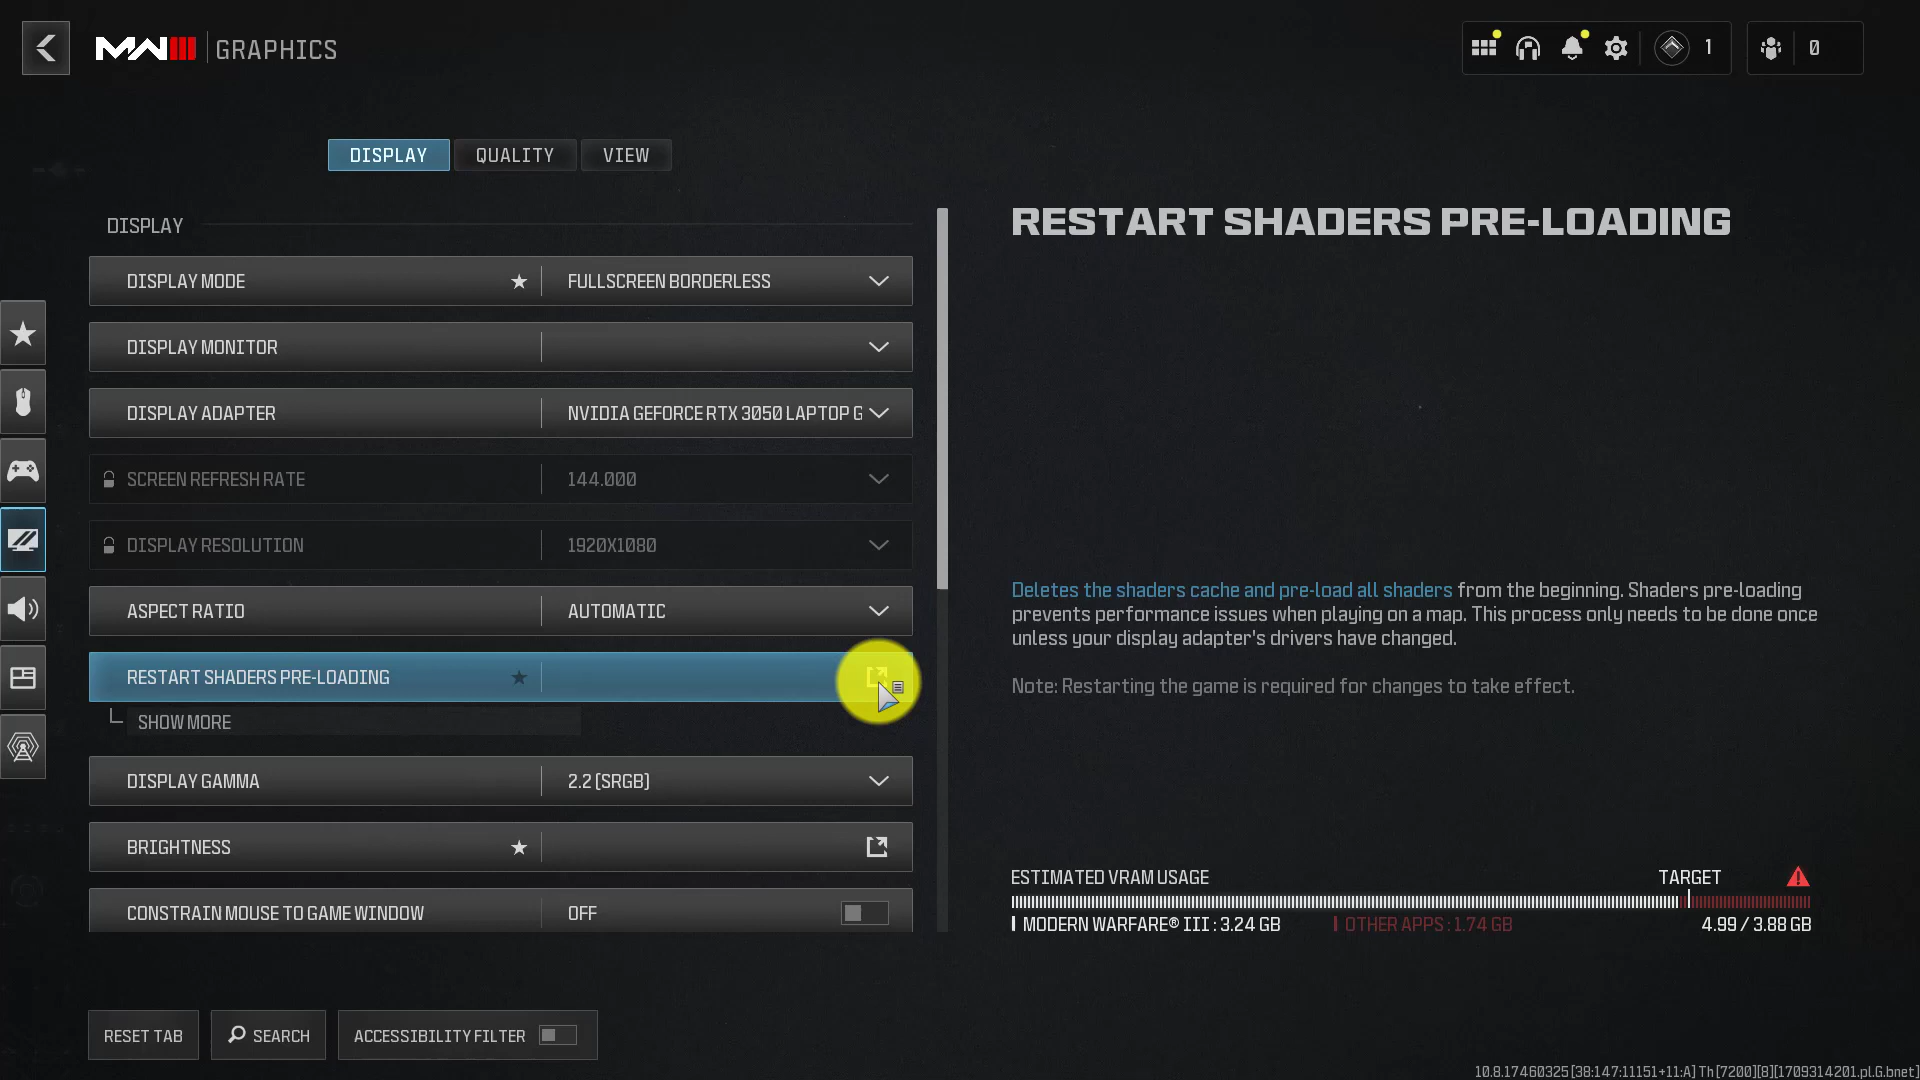 MWIII GRAPHICS
1
0
DISPLAY
QUALITY
VIEW
DISPLAY
DISPLAY MODE
FULLSCREEN BORDERLESS
DISPLAY MONITOR
DISPLAY ADAPTER
NVIDIA GEFORCE RTX 3050 LAPTOP G
SCREEN REFRESH RATE
144.000
DISPLAY RESOLUTION
1920X1080
ASPECT RATIO
AUTOMATIC
RESTART SHADERS PRE-LOADING
SHOW MORE
DISPLAY GAMMA
2.2 (SRGB)
BRIGHTNESS
CONSTRAIN MOUSE TO GAME WINDOW
OFF
RESET TAB
SEARCH
ACCESSIBILITY FILTER
RESTART SHADERS PRE-LOADING
Deletes the shaders cache and pre-load all shaders from the beginning. Shaders pre-loading
prevents performance issues when playing on a map. This process only needs to be done once
unless your display adapter's drivers have changed.
Note: Restarting the game is required for changes to take effect.
ESTIMATED VRAM USAGE
TARGET
MODERN WARFARE® III : 3.24 GB
OTHER APPS : 1.74 GB
4.99 / 3.88 GB
10.8.17460325 [38:147:11151+11:A] Th [7200][8][1709314201.pl.G.bnet]